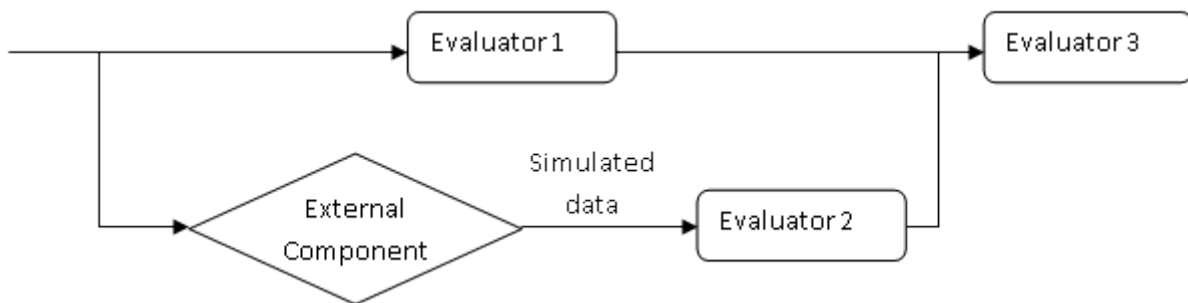 Evaluator 1
Evaluator 3
Simulated
data
External
Component
Evaluator 2